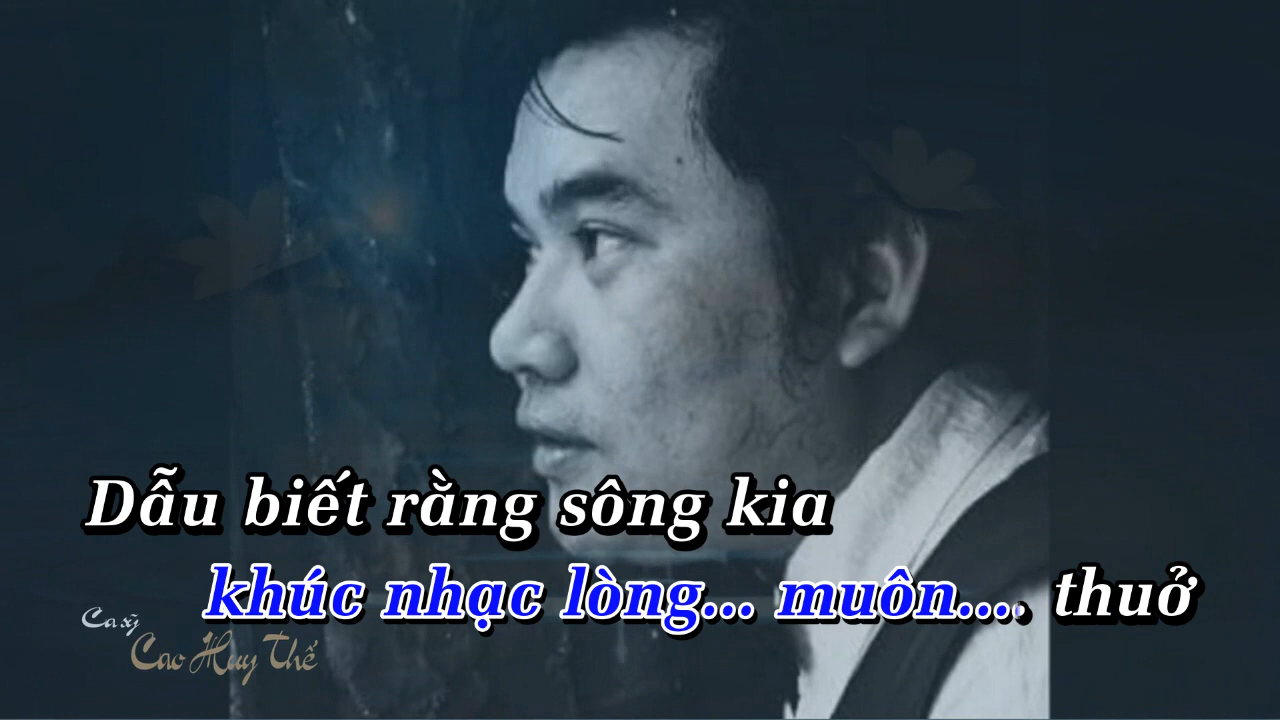 Dẫu biết rằng sông kia
khúc nhạc lòng... muôn.... thuở
Ca sỹ
Cao Huy Thế